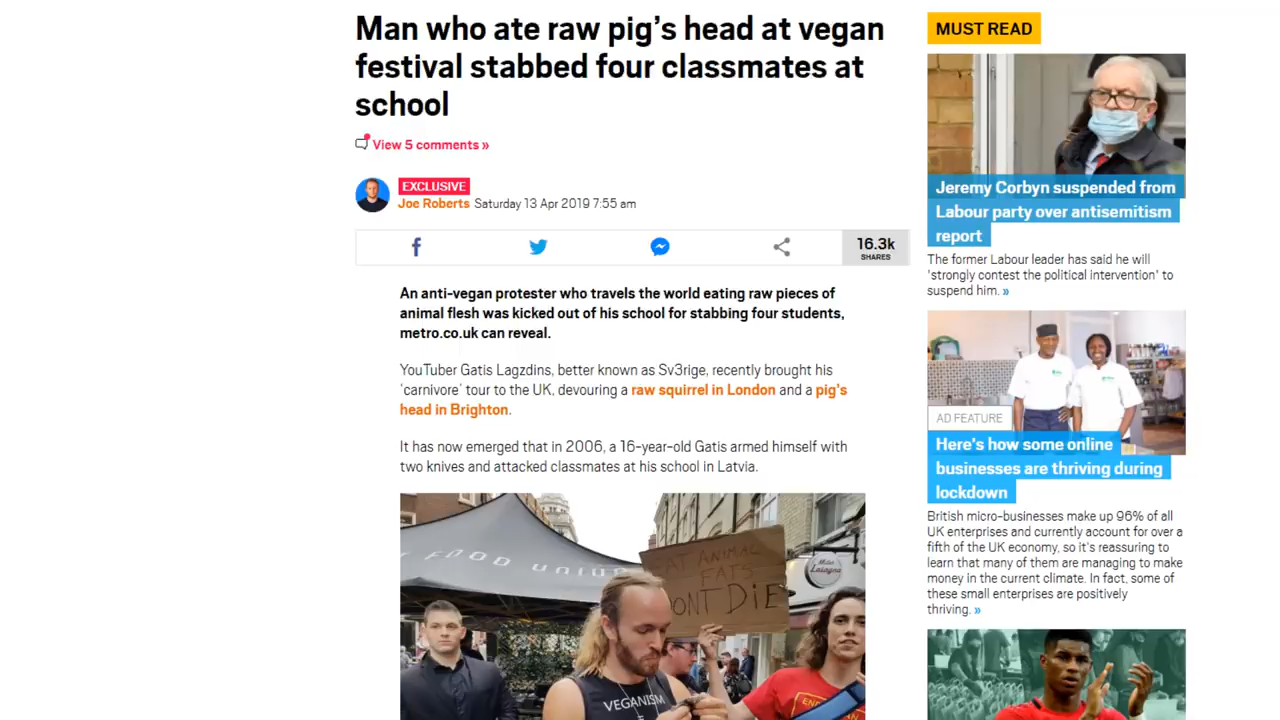 Man who ate raw pig's head at vegan
festival stabbed four classmates at
school
View 5 comments »
EXCLUSIVE
Joe Roberts Saturday 13 Apr 2019 7:55 am
16.3k
SHARES
An anti-vegan protester who travels the world eating raw pieces of
animal flesh was kicked out of his school for stabbing four students,
metro.co.uk can reveal.
YouTuber Gatis Lagzdins, better known as Sv3rige, recently brought his
'carnivore' tour to the UK, devouring a raw squirrel in London and a pig's
head in Brighton.
It has now emerged that in 2006, a 16-year-old Gatis armed himself with
two knives and attacked classmates at his school in Latvia.
FOOD UNION
EAT ANIMAL
FATS
DONT DiE
Lasagna
VEGANISM
MUST READ
Jeremy Corbyn suspended from
Labour party over antisemitism
report
The former Labour leader has said he will
'strongly contest the political intervention' to
suspend him. »
AD FEATURE
Here's how some online
businesses are thriving during
lockdown
British micro-businesses make up 96% of all
UK enterprises and currently account for over a
fifth of the UK economy, so it's reassuring to
learn that many of them are managing to make
money in the current climate. In fact, some of
these small enterprises are positively
thriving. »